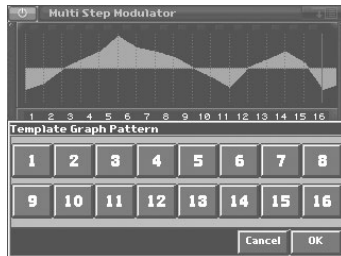 Multi Step Modulator
1 2 3 4 5 6 7 8 9 10 11 12 13 14 15 16
Template Graph Pattern
1 2 3 4 5 6 7 8
9 10 11 12 13 14 15 16
Cancel OK